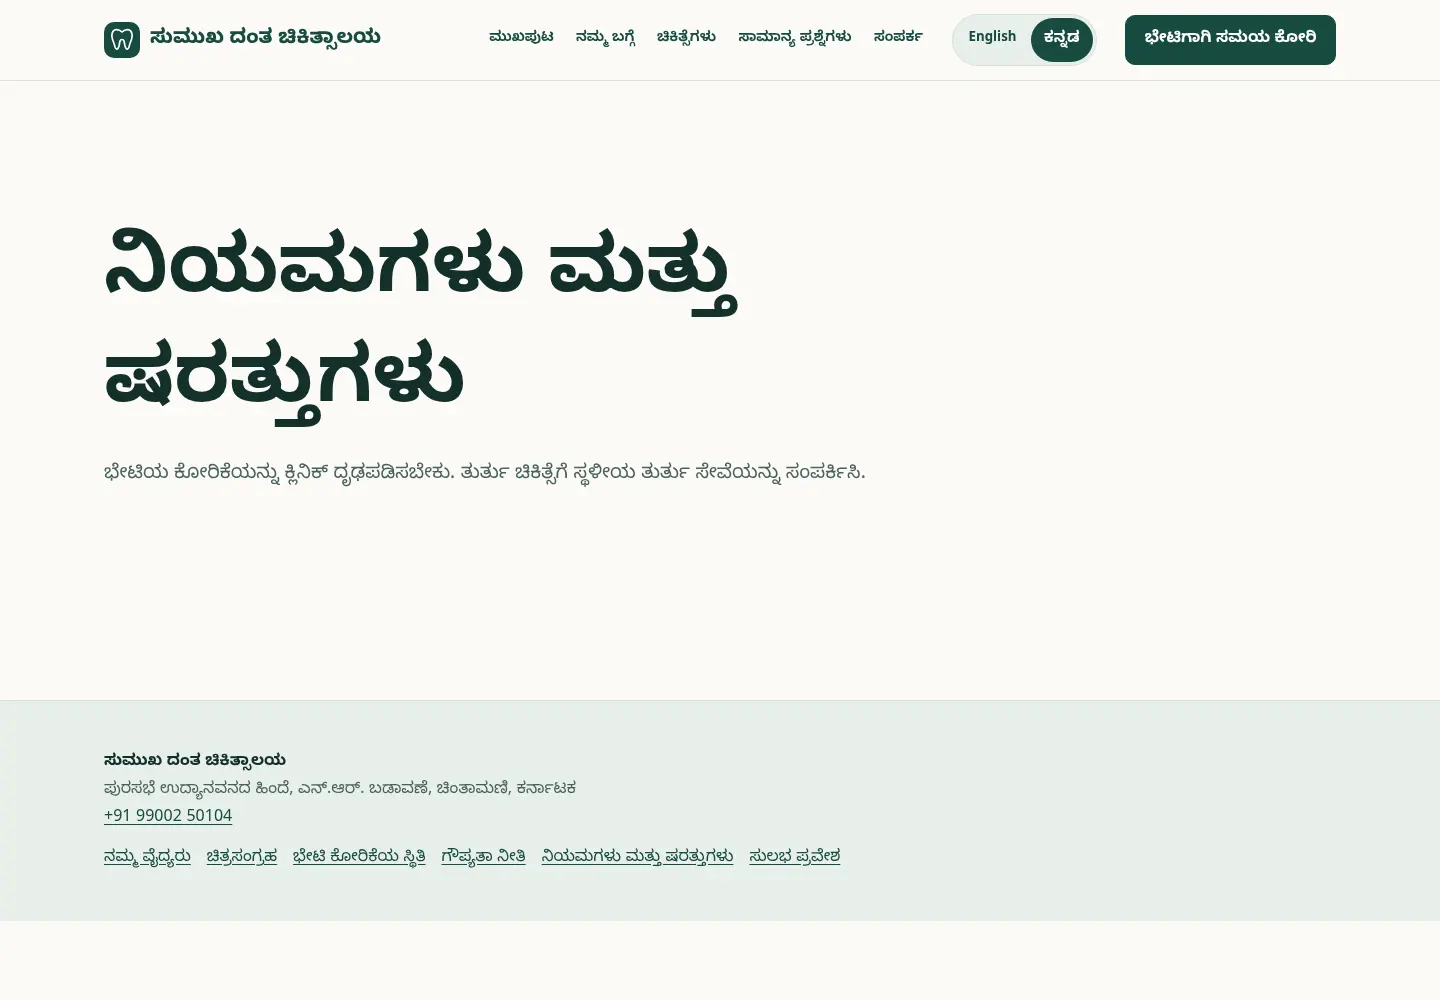 ಸುಮುಖ ದಂತ ಚಿಕಿತ್ಸಾಲಯ
ಮುಖಪುಟ ನಮ್ಮ ಬಗ್ಗೆ ಚಿಕಿತ್ಸೆಗಳು ಸಾಮಾನ್ಯ ಪ್ರಶ್ನೆಗಳು ಸಂಪರ್ಕ English ಕನ್ನಡ ಭೇಟಿಗಾಗಿ ಸಮಯ ಕೋರಿ
ನಿಯಮಗಳು ಮತ್ತು
ಷರತ್ತುಗಳು
ಭೇಟಿಯ ಕೋರಿಕೆಯನ್ನು ಕ್ಲಿನಿಕ್ ದೃಢಪಡಿಸಬೇಕು. ತುರ್ತು ಚಿಕಿತ್ಸೆಗೆ ಸ್ಥಳೀಯ ತುರ್ತು ಸೇವೆಯನ್ನು ಸಂಪರ್ಕಿಸಿ.
ಸುಮುಖ ದಂತ ಚಿಕಿತ್ಸಾಲಯ
ಪುರಸಭೆ ಉದ್ಯಾನವನದ ಹಿಂದೆ, ಎನ್.ಆರ್. ಬಡಾವಣೆ, ಚಿಂತಾಮಣಿ, ಕರ್ನಾಟಕ
+91 99002 50104
ನಮ್ಮ ವೈದ್ಯರು ಚಿತ್ರಸಂಗ್ರಹ ಭೇಟಿ ಕೋರಿಕೆಯ ಸ್ಥಿತಿ ಗೌಪ್ಯತಾ ನೀತಿ ನಿಯಮಗಳು ಮತ್ತು ಷರತ್ತುಗಳು ಸುಲಭ ಪ್ರವೇಶ